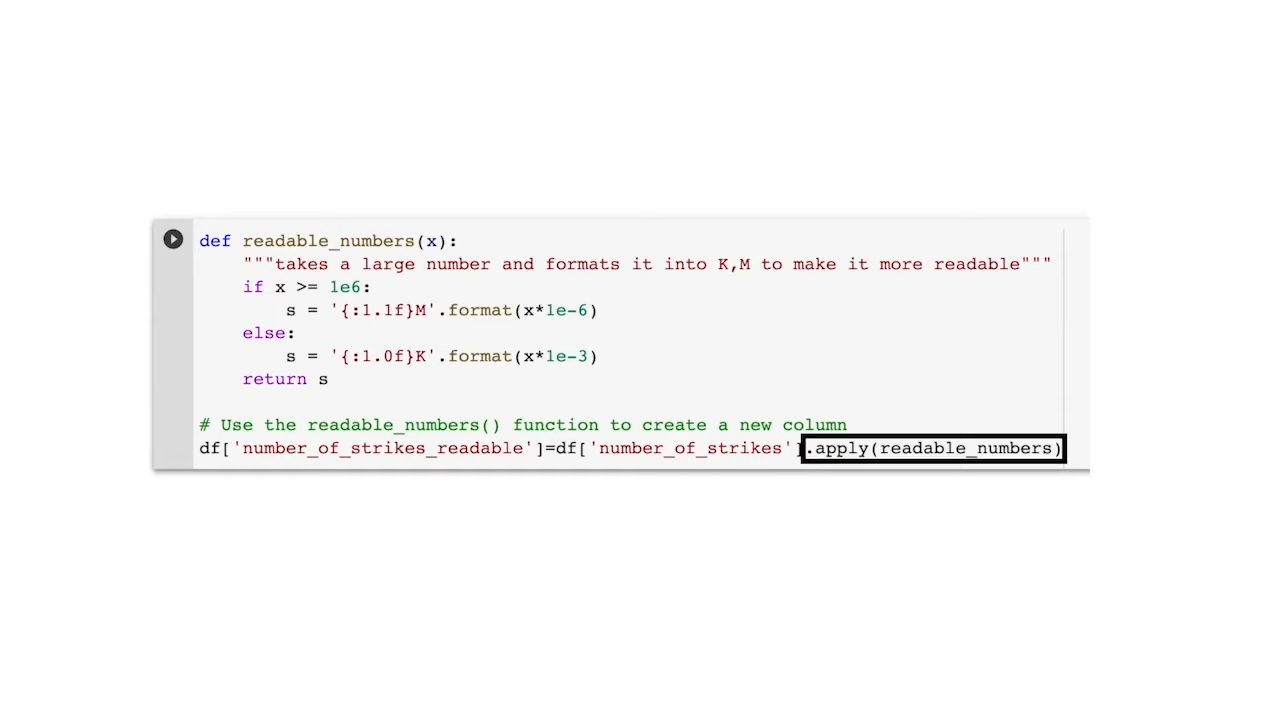 def readable_numbers(x):
    """takes a large number and formats it into K,M to make it more readable"""
    if x >= 1e6:
        s = '{:1.1f}M'.format(x*1e-6)
    else:
        s = '{:1.0f}K'.format(x*1e-3)
    return s
# Use the readable_numbers() function to create a new column
df['number_of_strikes_readable']=df['number_of_strikes'].apply(readable_numbers)